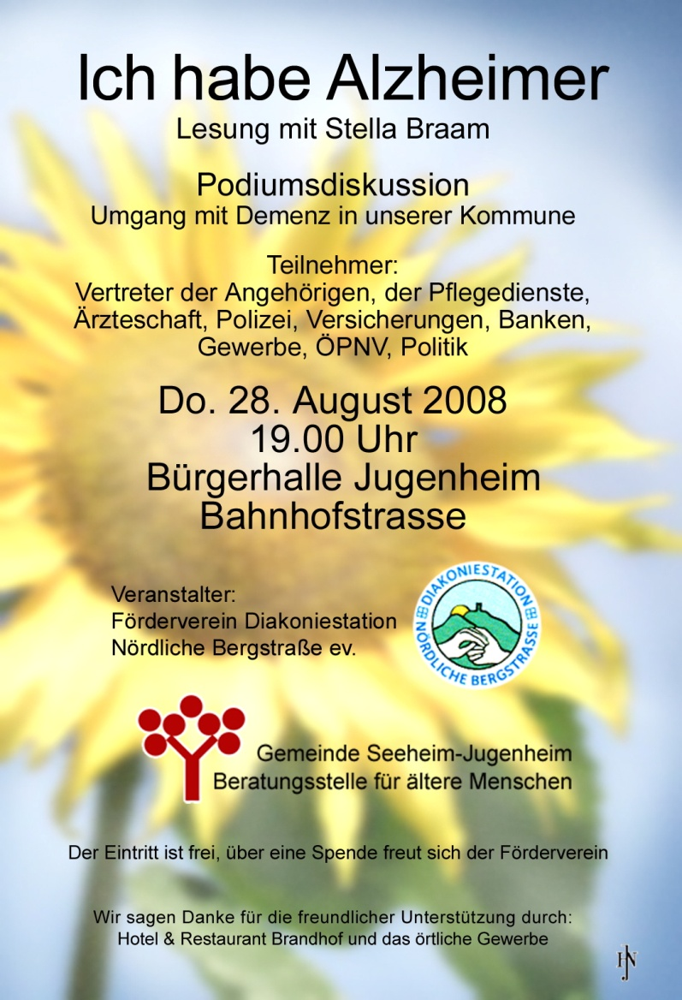 Ich habe Alzheimer
Lesung mit Stella Braam
Podiumsdiskussion
Umgang mit Demenz in unserer Kommune
Teilnehmer:
Vertreter der Angehörigen, der Pflegedienste,
Ärzteschaft, Polizei, Versicherungen, Banken,
Gewerbe, ÖPNV, Politik
Do. 28. August 2008
19.00 Uhr
Bürgerhalle Jugenheim
Bahnhofstrasse
Veranstalter:
Förderverein Diakoniestation
Nördliche Bergstraße ev.
DIAKONIESTATION
NÖRDLICHE BERGSTRASSE
Gemeinde Seeheim-Jugenheim
Beratungsstelle für ältere Menschen
Der Eintritt ist frei, über eine Spende freut sich der Förderverein
Wir sagen Danke für die freundlicher Unterstützung durch:
Hotel & Restaurant Brandhof und das örtliche Gewerbe